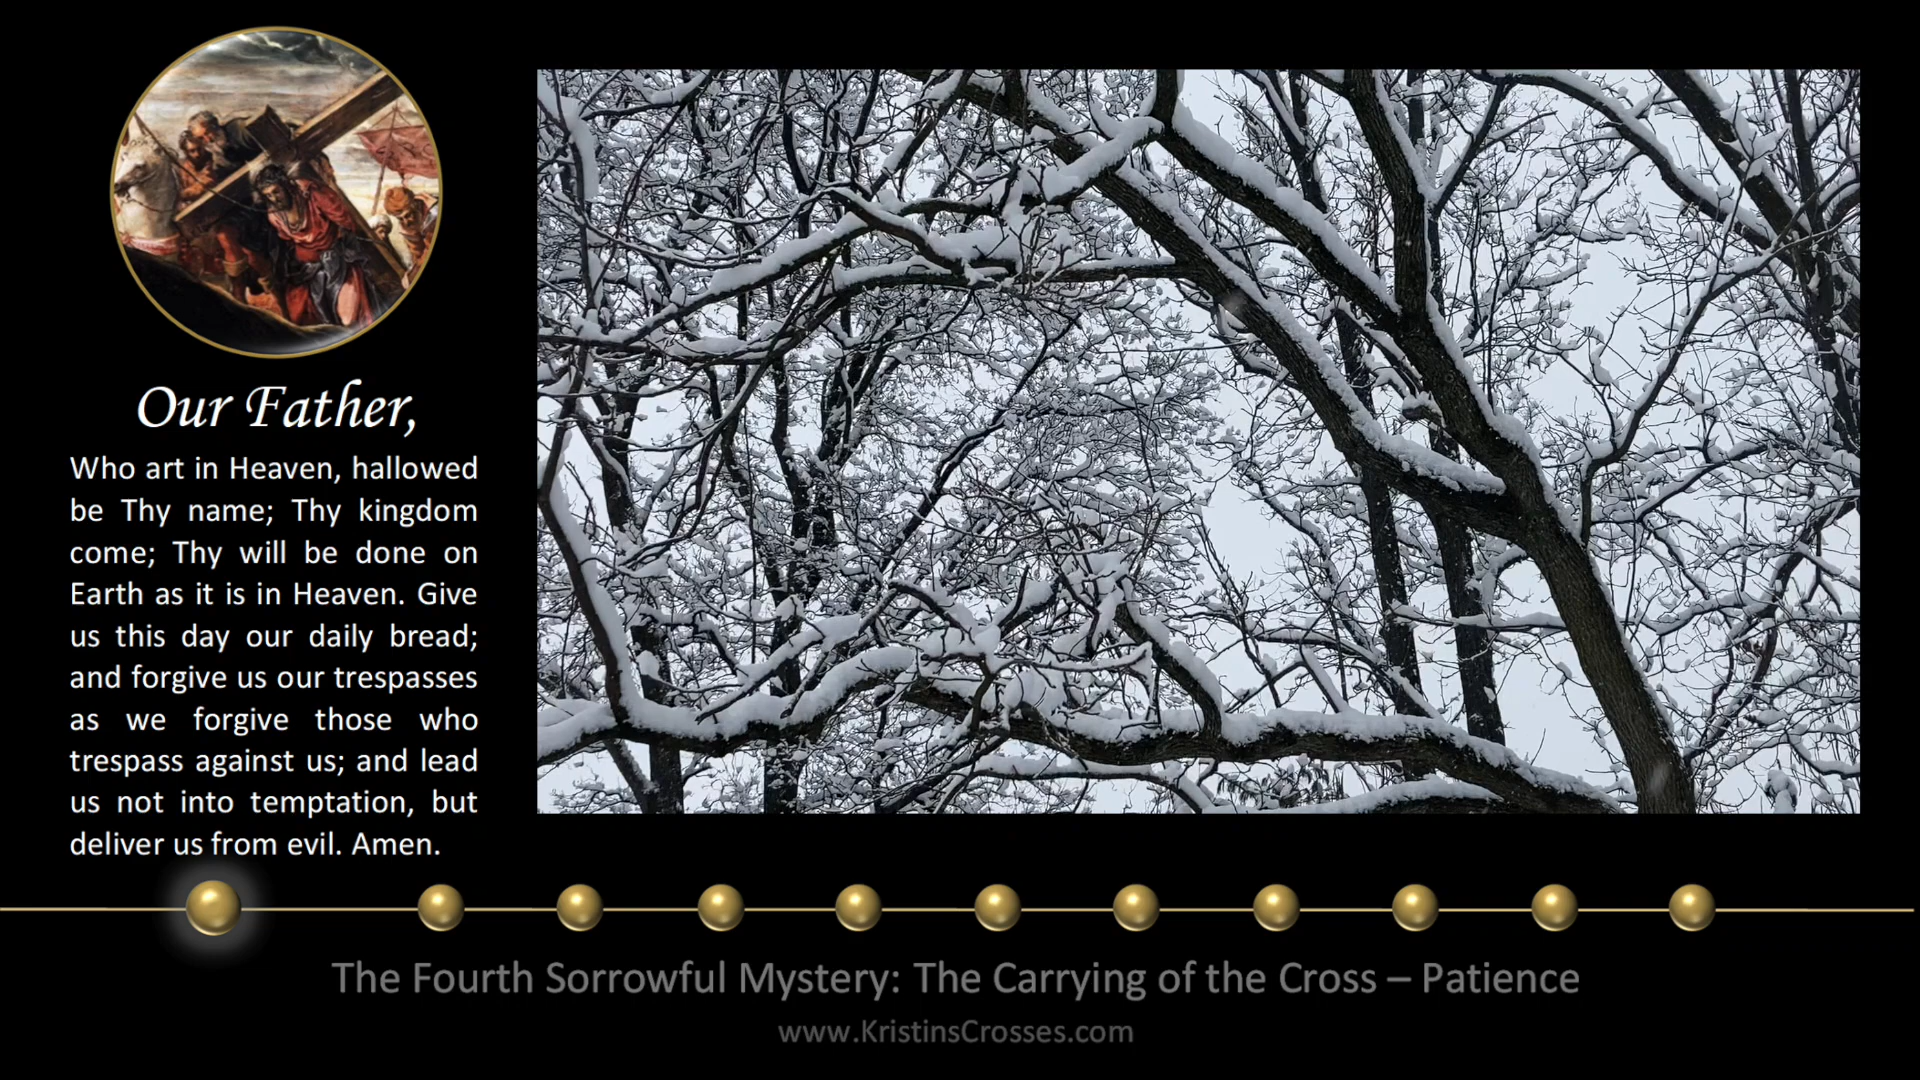 Our Father,
Who art in Heaven, hallowed
be Thy name; Thy kingdom
come; Thy will be done on
Earth as it is in Heaven. Give
us this day our daily bread;
and forgive us our trespasses
as we forgive those who
trespass against us; and lead
us not into temptation, but
deliver us from evil. Amen.
The Fourth Sorrowful Mystery: The Carrying of the Cross – Patience
www.KristinsCrosses.com